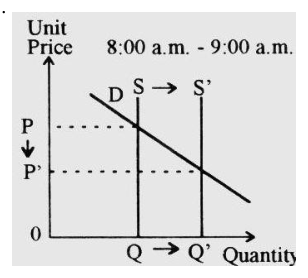 .
Unit
Price 8:00 a.m. - 9:00 a.m.
D S → S'
P
↓
P'
0
Q → Q' Quantity